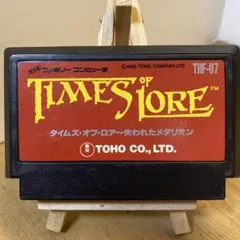 ファミリーコンピュータ
©1990 TOHO COMPANY, LTD.
THF-U7
TIMES OF LORE™
タイムズ・オブ・ロア～失われたメダリオン
TOHO CO., LTD.